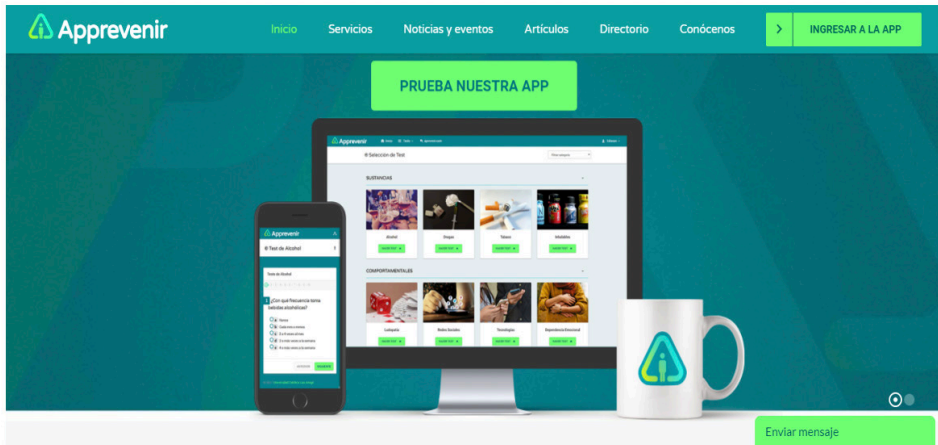 Apprevenir
Inicio Servicios Noticias y eventos Artículos Directorio Conócenos > INGRESAR A LA APP
PRUEBA NUESTRA APP
Apprevenir
Selección de Test
SUSTANCIAS
Alcohol Drogas Tabaco Inhalables
COMPORTAMENTALES
Ludopatía Redes Sociales Tecnologías Dependencia Emocional
Apprevenir
Test de Alcohol
Teste de Alcohol
1 ¿Con qué frecuencia toma
bebidas alcohólicas?
Nunca
Enviar mensaje